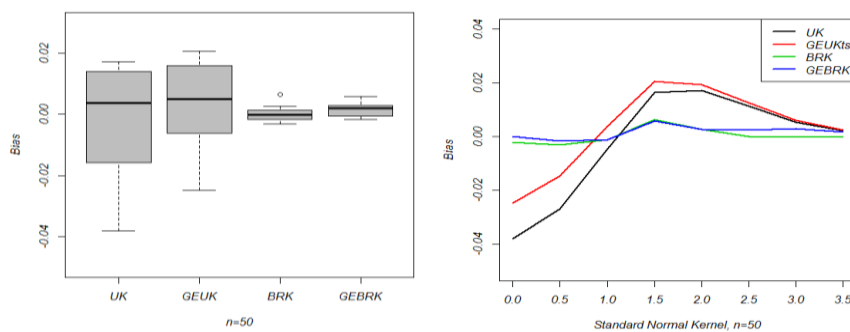 0.02
0.00
-0.02
-0.04
Bias
UK GEUK BRK GEBRK
n=50
UK
GEUKts
BRK
GEBRK
0.04
0.02
0.00
-0.02
-0.04
Bias
0.0 0.5 1.0 1.5 2.0 2.5 3.0 3.5
Standard Normal Kernel, n=50